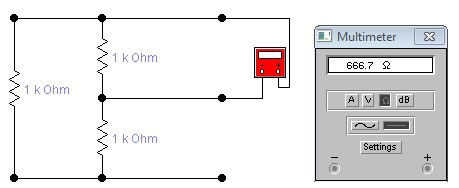 1 k Ohm
1 k Ohm
1 k Ohm
Multimeter
666.7 Ω
A V Ω dB
Settings
− +